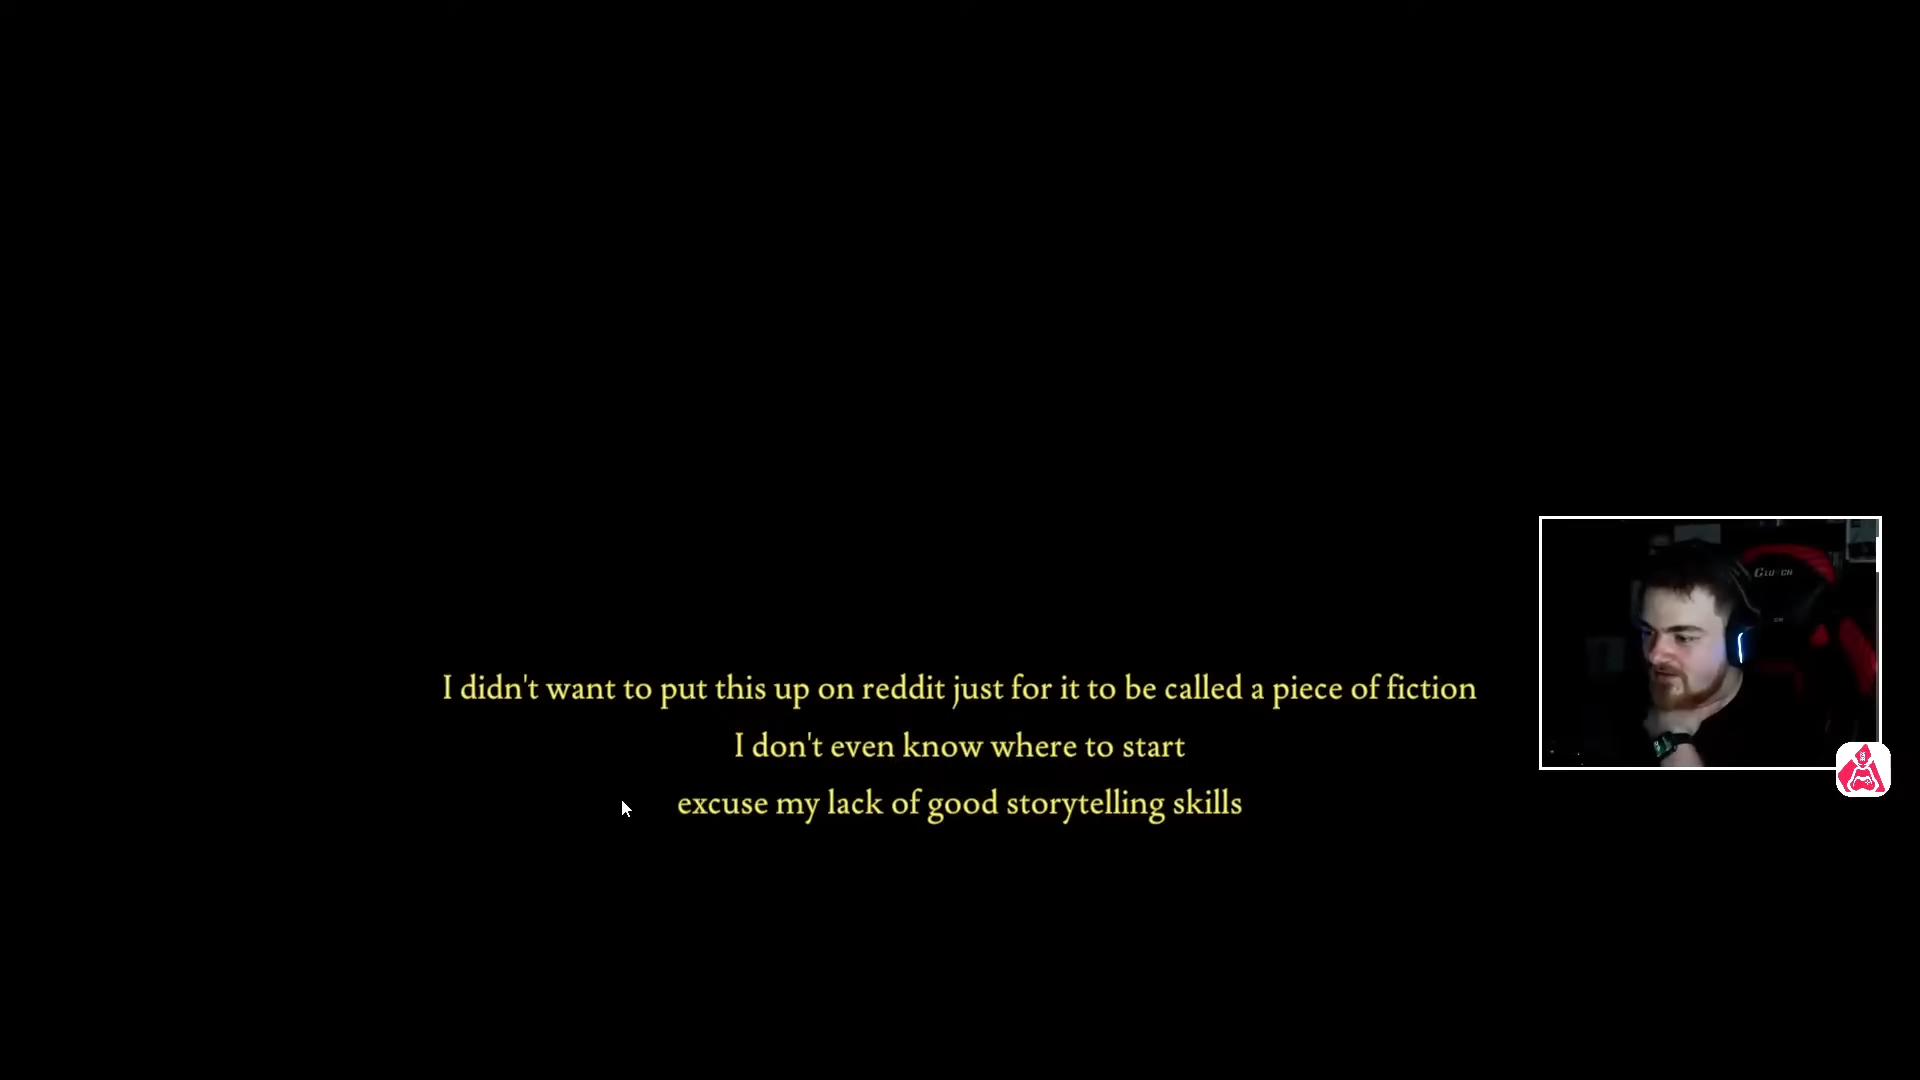 I didn't want to put this up on reddit just for it to be called a piece of fiction
I don't even know where to start
excuse my lack of good storytelling skills